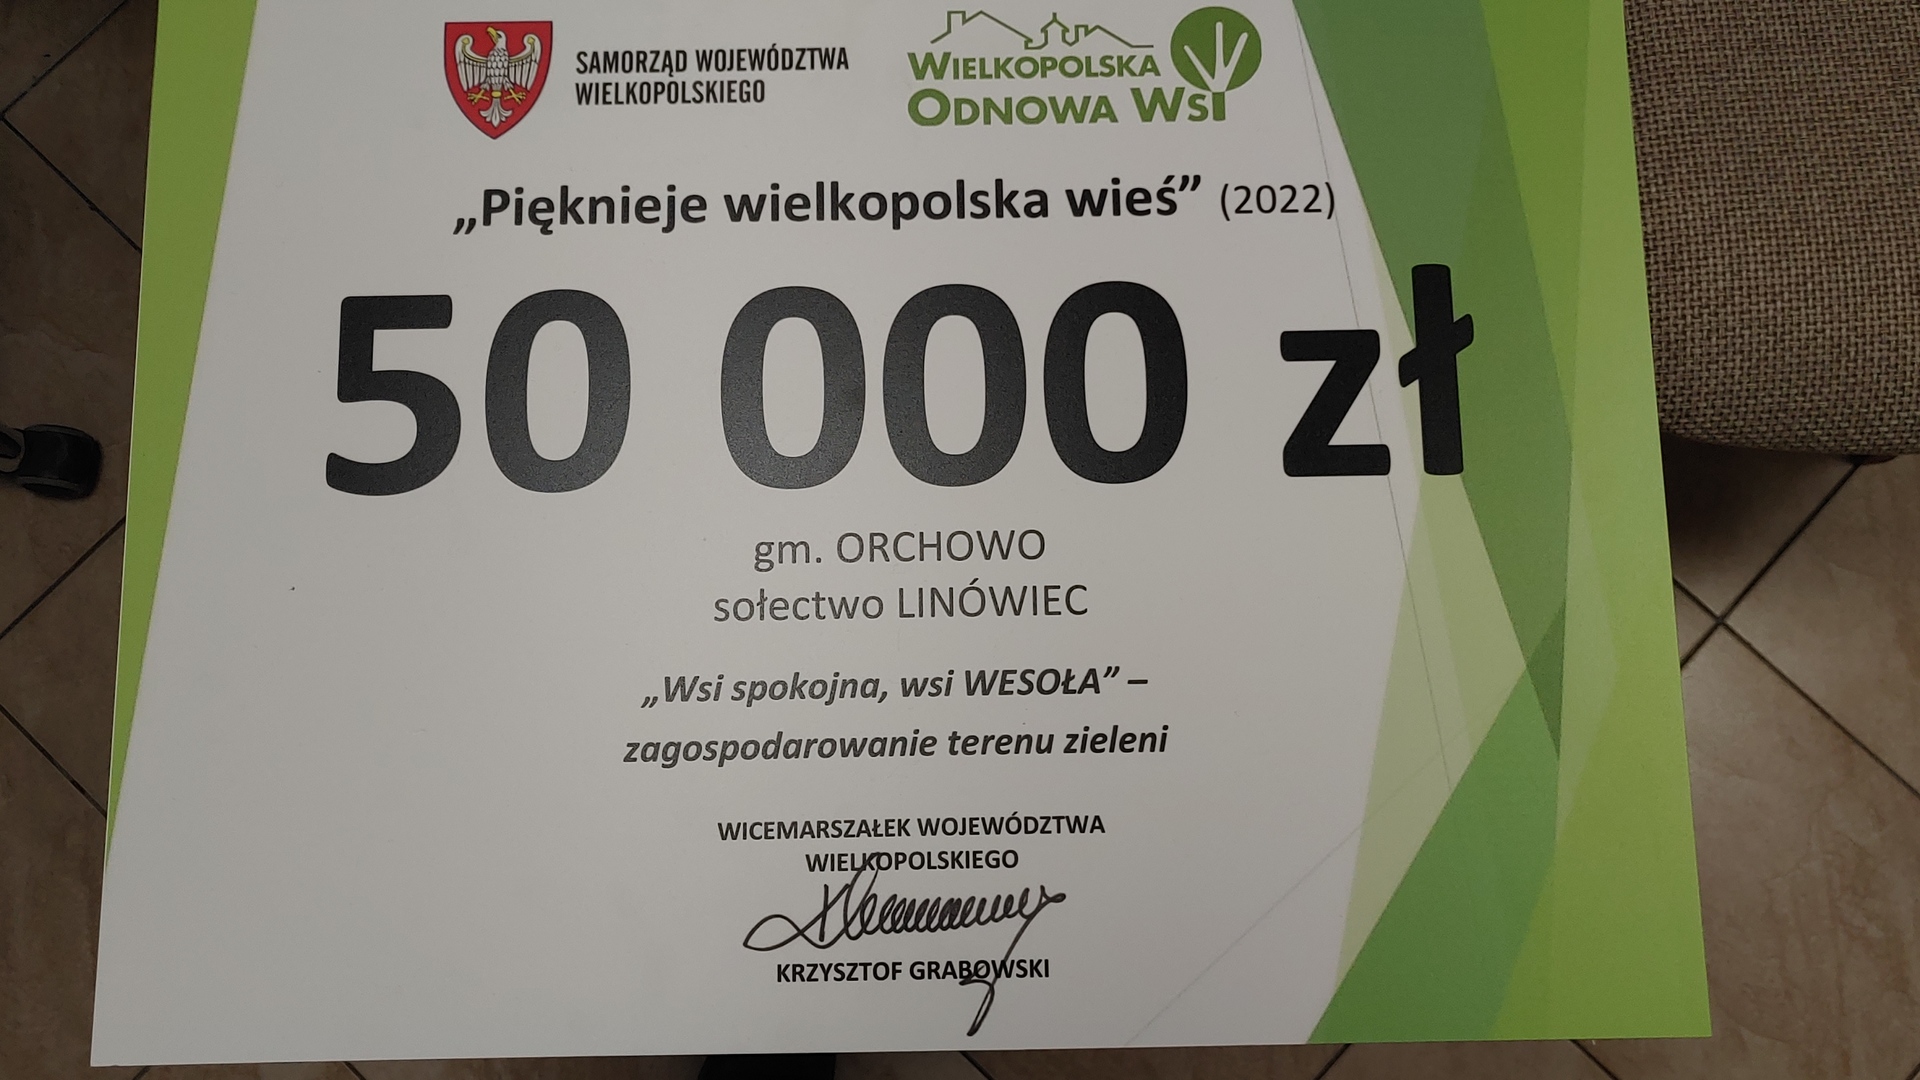 SAMORZĄD WOJEWÓDZTWA
WIELKOPOLSKIEGO
WIELKOPOLSKA
ODNOWA WSI
„Pięknieje wielkopolska wieś” (2022)
50 000 zł
gm. ORCHOWO
sołectwo LINÓWIEC
„Wsi spokojna, wsi WESOŁA” –
zagospodarowanie terenu zieleni
WICEMARSZAŁEK WOJEWÓDZTWA
WIELKOPOLSKIEGO
KRZYSZTOF GRABOWSKI